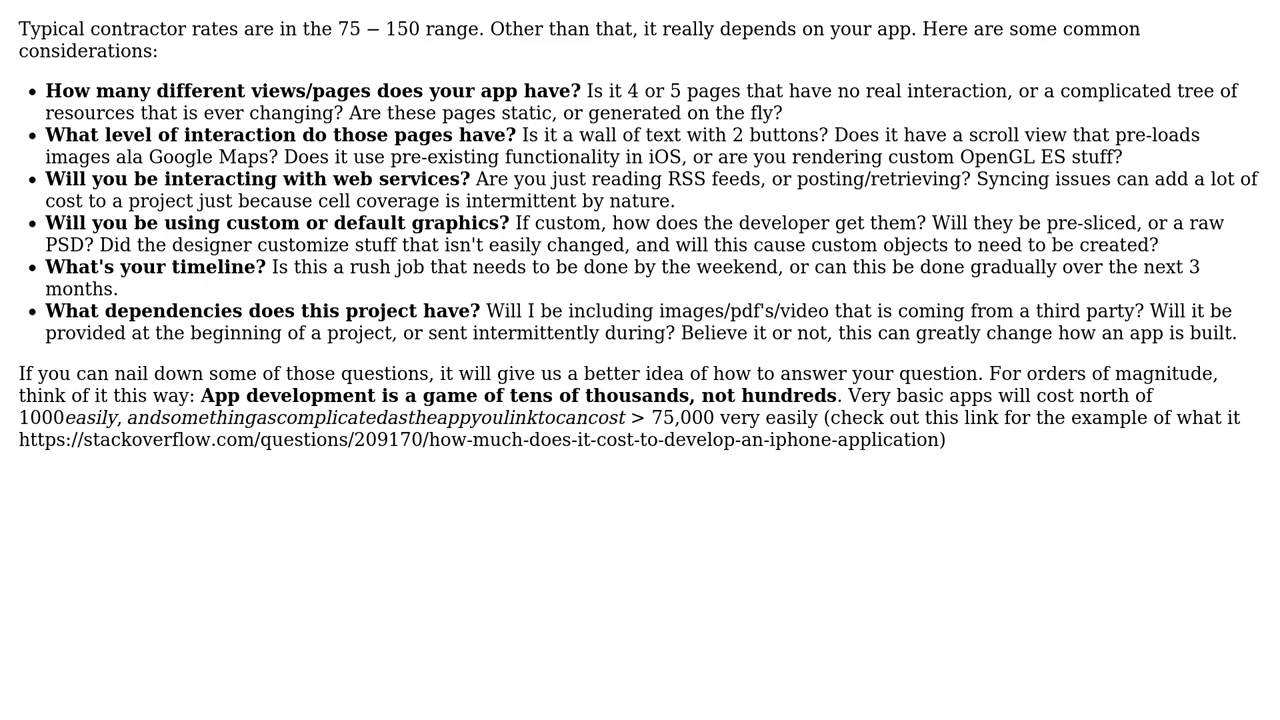 Typical contractor rates are in the 75 − 150 range. Other than that, it really depends on your app. Here are some common
considerations:
• How many different views/pages does your app have? Is it 4 or 5 pages that have no real interaction, or a complicated tree of
resources that is ever changing? Are these pages static, or generated on the fly?
• What level of interaction do those pages have? Is it a wall of text with 2 buttons? Does it have a scroll view that pre-loads
images ala Google Maps? Does it use pre-existing functionality in iOS, or are you rendering custom OpenGL ES stuff?
• Will you be interacting with web services? Are you just reading RSS feeds, or posting/retrieving? Syncing issues can add a lot of
cost to a project just because cell coverage is intermittent by nature.
• Will you be using custom or default graphics? If custom, how does the developer get them? Will they be pre-sliced, or a raw
PSD? Did the designer customize stuff that isn't easily changed, and will this cause custom objects to need to be created?
• What's your timeline? Is this a rush job that needs to be done by the weekend, or can this be done gradually over the next 3
months.
• What dependencies does this project have? Will I be including images/pdf's/video that is coming from a third party? Will it be
provided at the beginning of a project, or sent intermittently during? Believe it or not, this can greatly change how an app is built.
If you can nail down some of those questions, it will give us a better idea of how to answer your question. For orders of magnitude,
think of it this way: App development is a game of tens of thousands, not hundreds. Very basic apps will cost north of
1000easily, andsomethingascomplicatedastheappyoulinktocancost > 75,000 very easily (check out this link for the example of what it
https://stackoverflow.com/questions/209170/how-much-does-it-cost-to-develop-an-iphone-application)